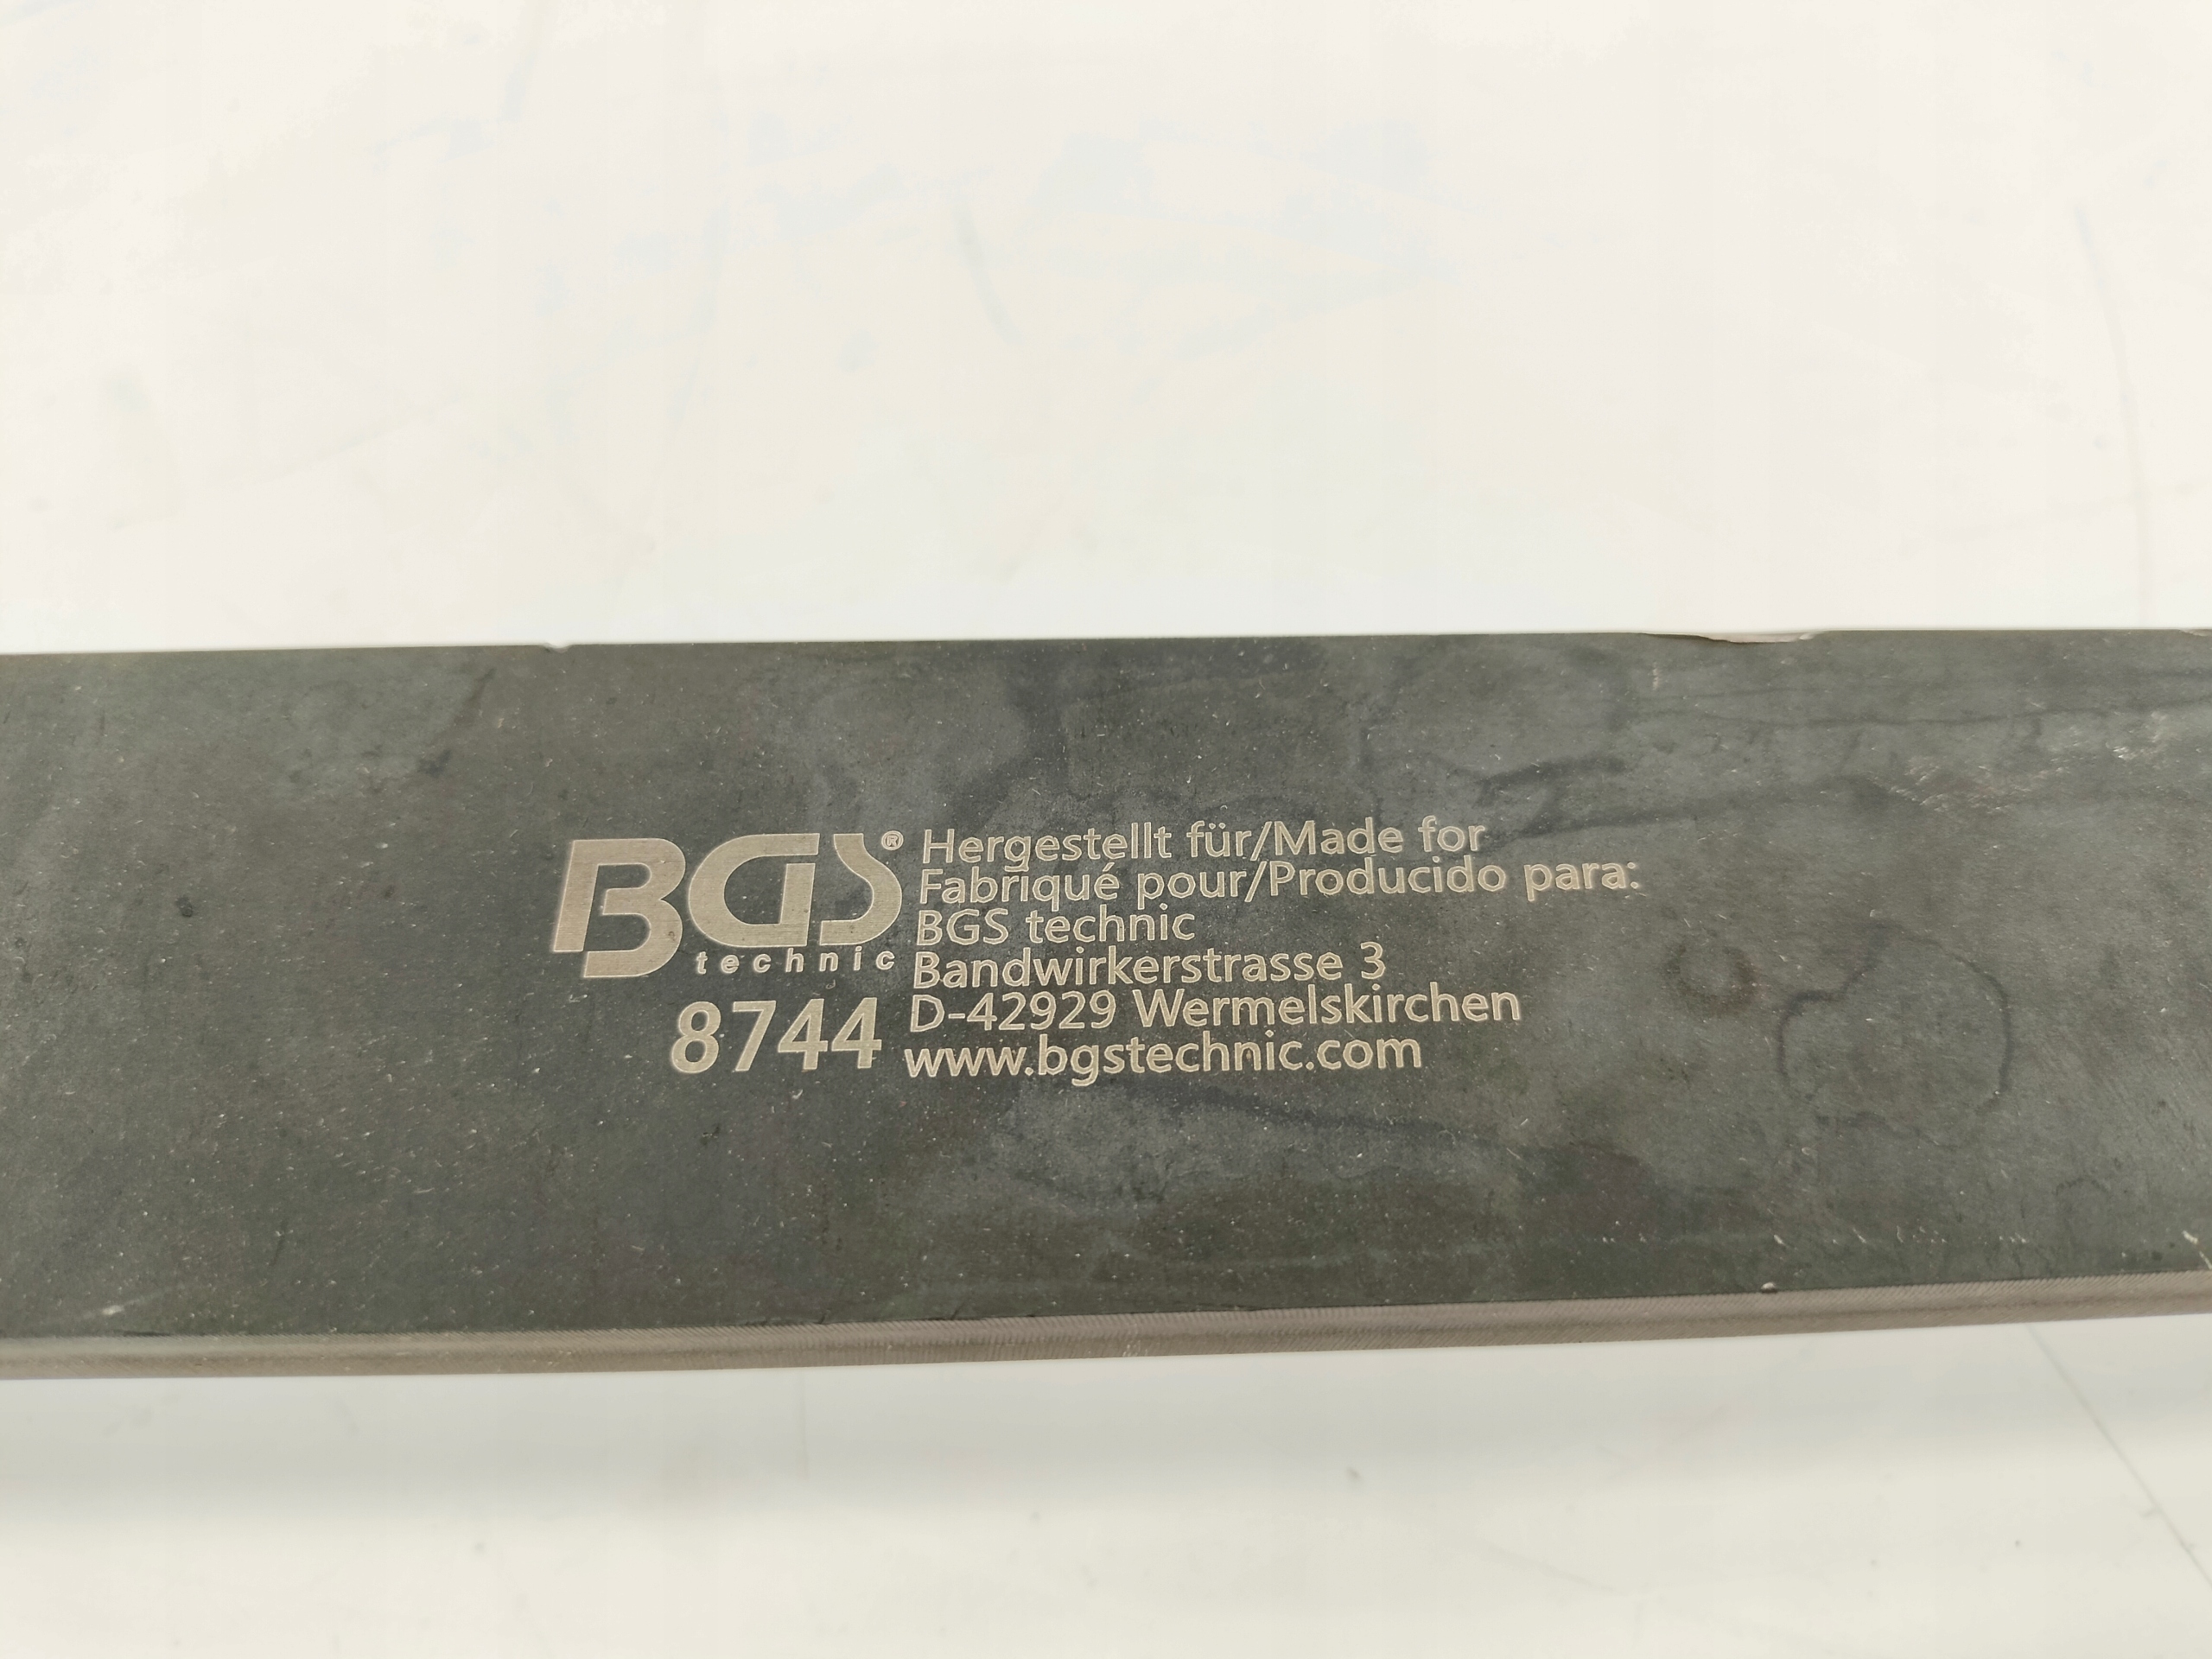 BGS®
technic
8744
Hergestellt für/Made for
Fabriqué pour/Producido para:
BGS technic
Bandwirkerstrasse 3
D-42929 Wermelskirchen
www.bgstechnic.com